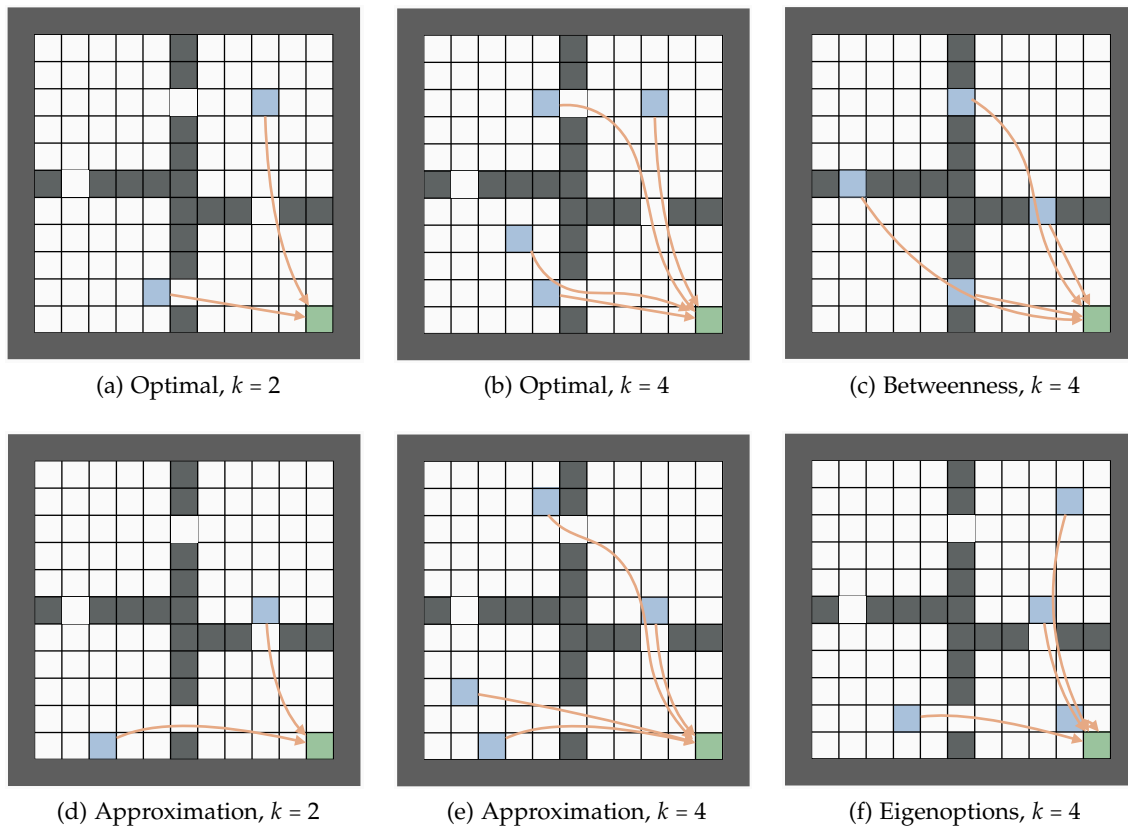 (a) Optimal, k = 2
(b) Optimal, k = 4
(c) Betweenness, k = 4
(d) Approximation, k = 2
(e) Approximation, k = 4
(f) Eigenoptions, k = 4